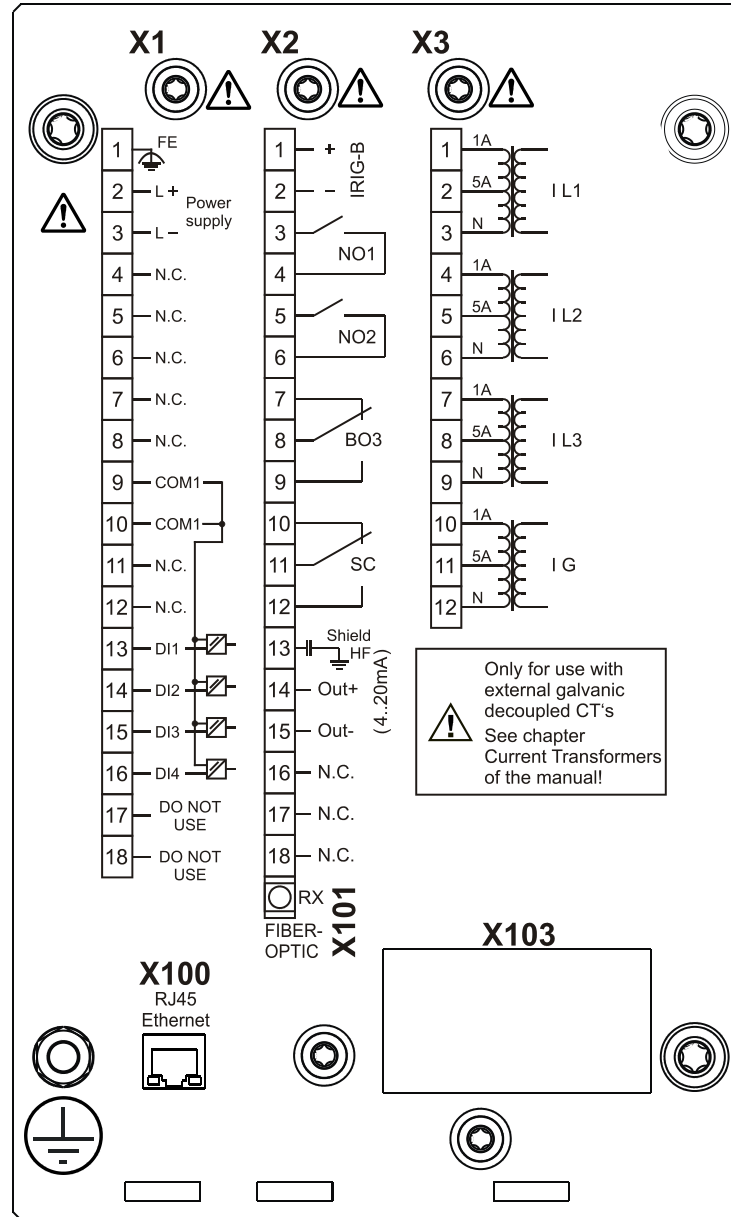 X1
X2
X3
1 FE
2 L+
Power
supply
3 L–
4 N.C.
5 N.C.
6 N.C.
7 N.C.
8 N.C.
9 COM1
10 COM1
11 N.C.
12 N.C.
13 DI1
14 DI2
15 DI3
16 DI4
17 DO NOT
USE
18 DO NOT
USE
1 +
2 –
IRIG-B
3
NO1
4
5
NO2
6
7
8 BO3
9
10
11 SC
12
13 Shield
HF
14 Out+
15 Out-
(4..20mA)
16 N.C.
17 N.C.
18 N.C.
RX
FIBER-
OPTIC
X101
1 1A
2 5A I L1
3 N
4 1A
5 5A I L2
6 N
7 1A
8 5A I L3
9 N
10 1A
11 5A I G
12 N
Only for use with
external galvanic
decoupled CT‘s
See chapter
Current Transformers
of the manual!
X100
RJ45
Ethernet
X103